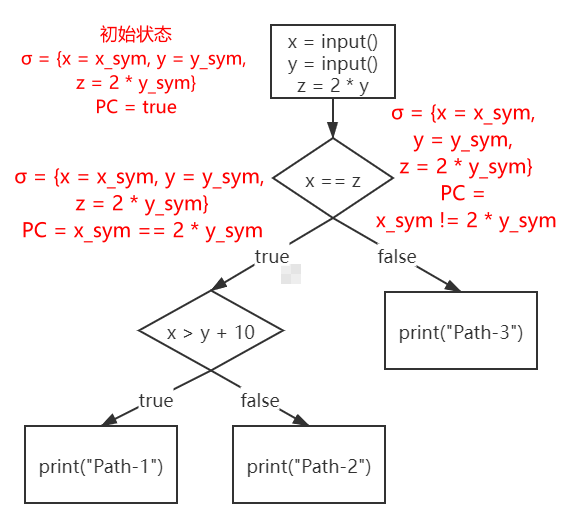 初始状态
σ = {x = x_sym, y = y_sym,
z = 2 * y_sym}
PC = true
x = input()
y = input()
z = 2 * y
σ = {x = x_sym,
y = y_sym,
z = 2 * y_sym}
PC =
x_sym != 2 * y_sym
x == z
σ = {x = x_sym, y = y_sym,
z = 2 * y_sym}
PC = x_sym == 2 * y_sym
true
false
x > y + 10
print("Path-3")
true
false
print("Path-1")
print("Path-2")